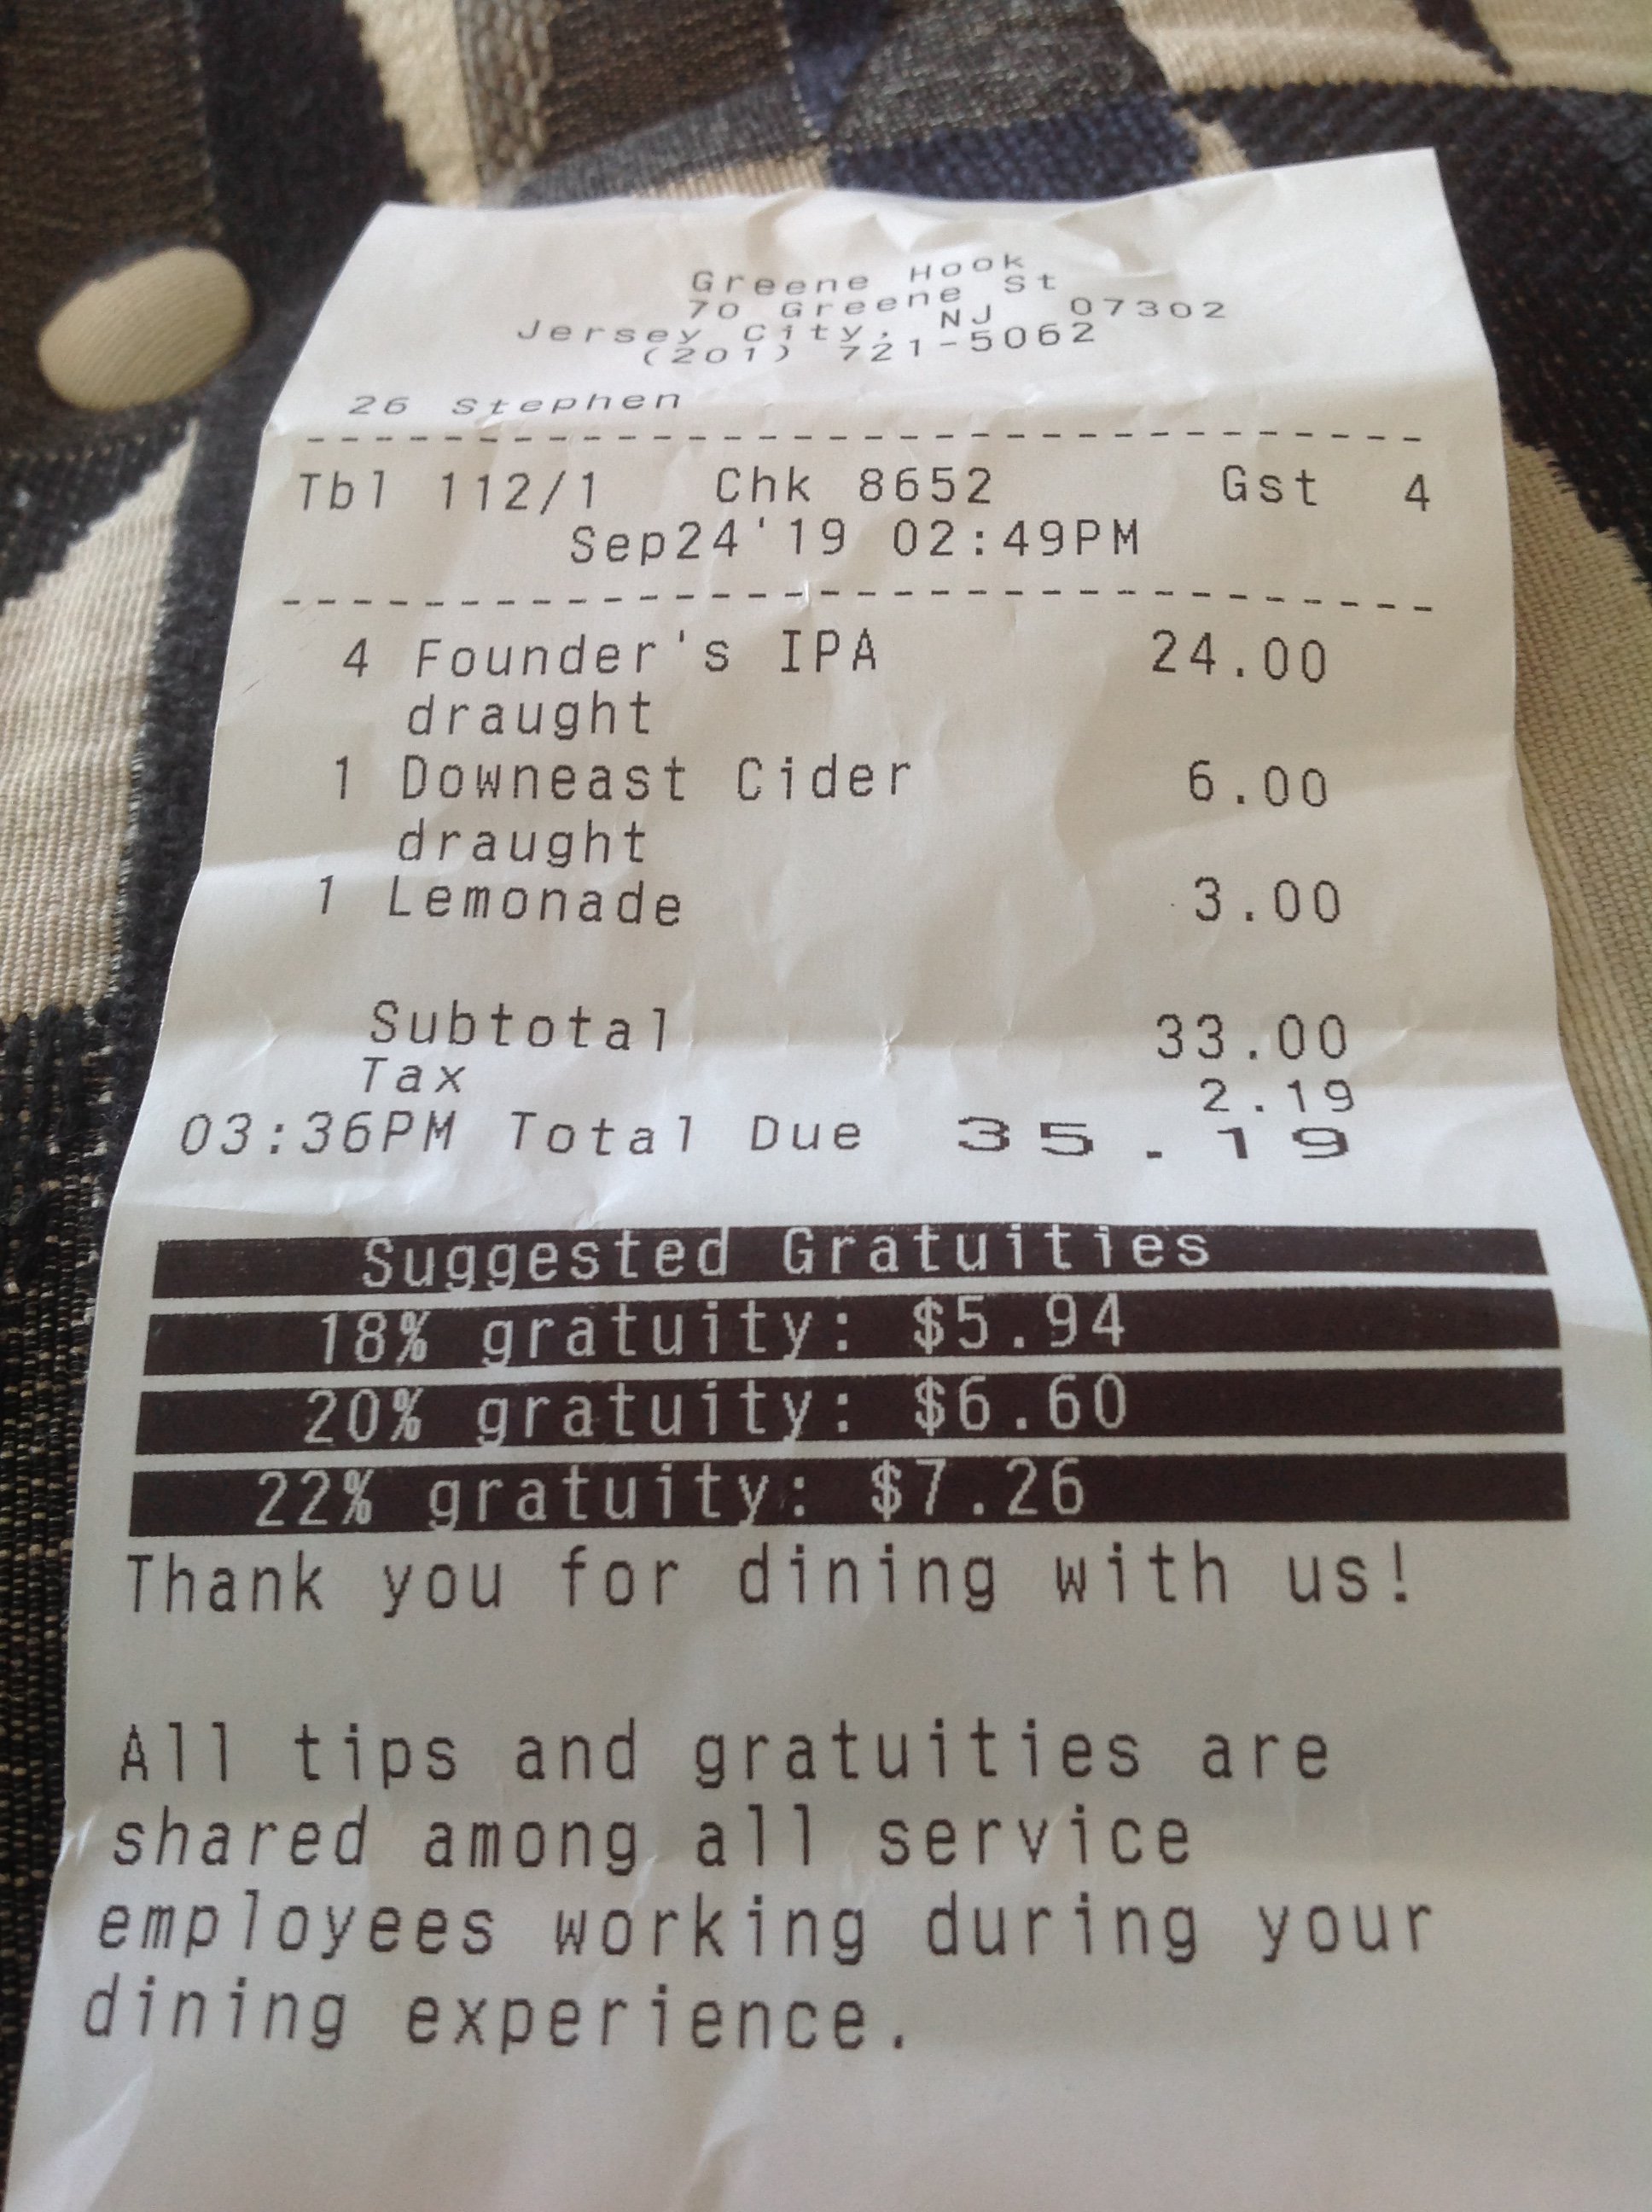 Greene Hook
70 Greene St
Jersey City, NJ 07302
(201) 721-5062
26 Stephen
Tbl 112/1 Chk 8652 Gst 4
Sep24'19 02:49PM
4 Founder's IPA 24.00
draught
1 Downeast Cider 6.00
draught
1 Lemonade 3.00
Subtotal 33.00
Tax 2.19
03:36PM Total Due 35.19
Suggested Gratuities
18% gratuity: $5.94
20% gratuity: $6.60
22% gratuity: $7.26
Thank you for dining with us!
All tips and gratuities are
shared among all service
employees working during your
dining experience.